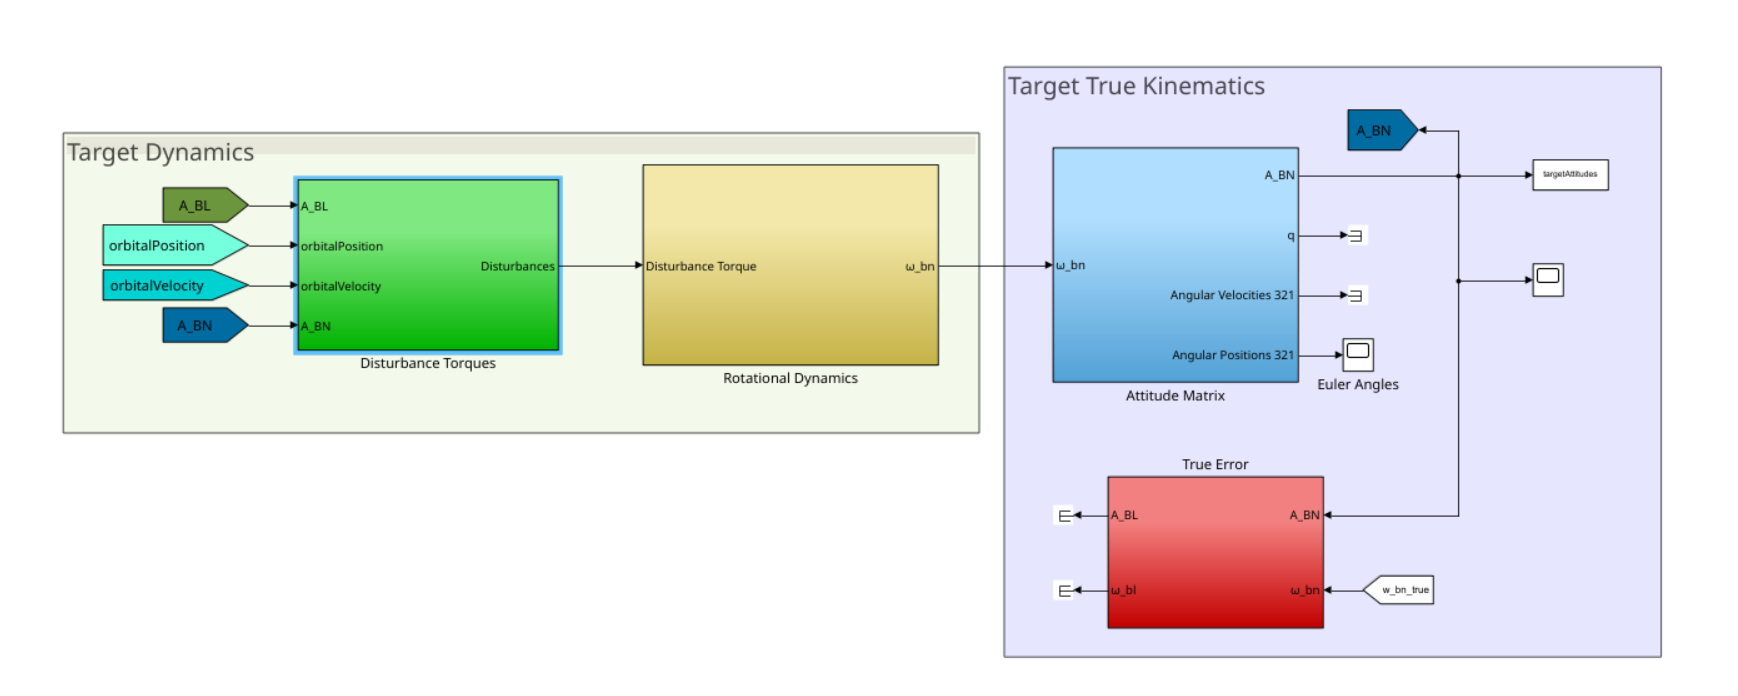 Target Dynamics
A_BL
orbitalPosition
orbitalVelocity
A_BN
A_BL
orbitalPosition
orbitalVelocity
A_BN
Disturbances
Disturbance Torques
Disturbance Torque
ω_bn
Rotational Dynamics
Target True Kinematics
A_BN
ω_bn
A_BN
q
Angular Velocities 321
Angular Positions 321
Attitude Matrix
targetAttitudes
Euler Angles
True Error
A_BL
A_BN
ω_bl
ω_bn
w_bn_true